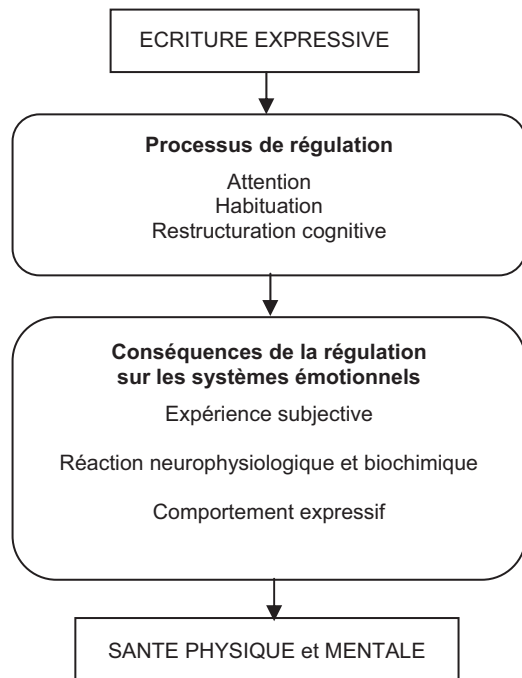 ECRITURE EXPRESSIVE
Processus de régulation
Attention
Habituation
Restructuration cognitive
Conséquences de la régulation
sur les systèmes émotionnels
Expérience subjective
Réaction neurophysiologique et biochimique
Comportement expressif
SANTE PHYSIQUE et MENTALE